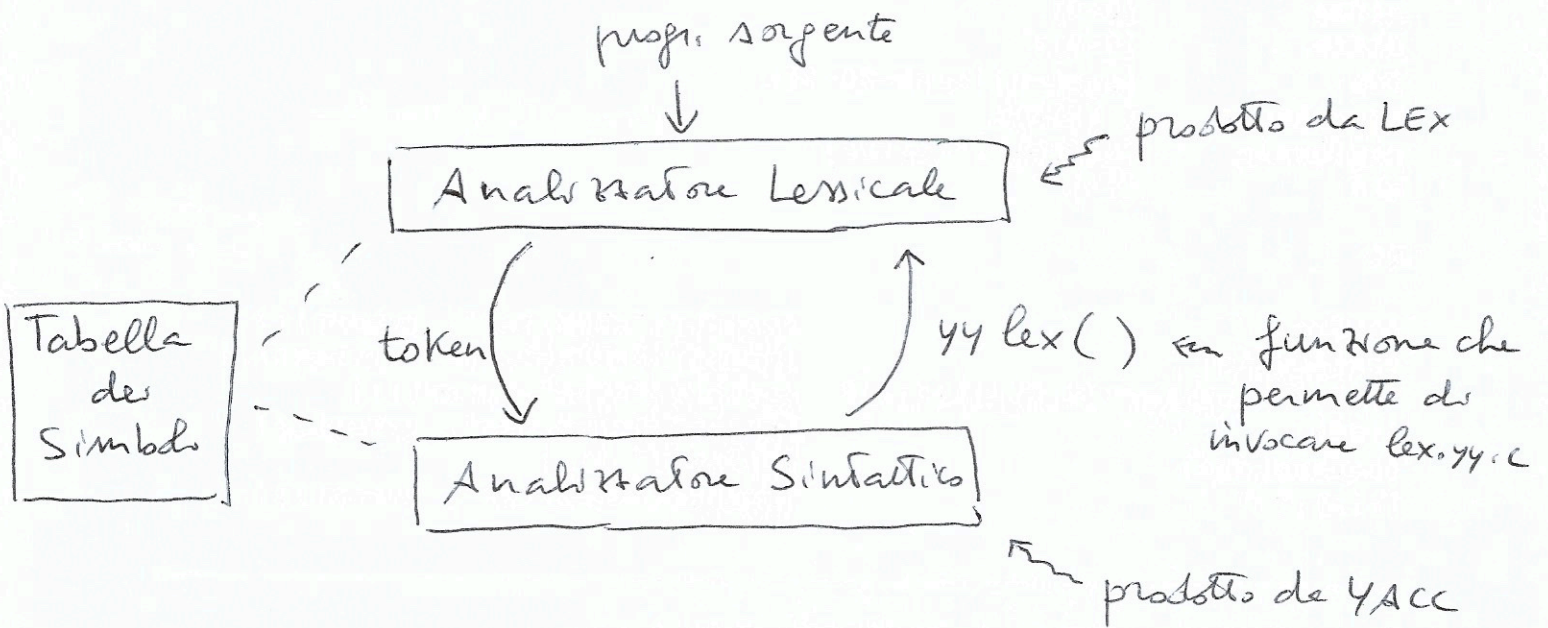 progr. sorgente
prodotto da LEX
Analizzatore Lessicale
Tabella
dei
Simboli
token
yylex()
funzione che
permette di
invocare lex.yy.c
Analizzatore Sintattico
prodotto da YACC